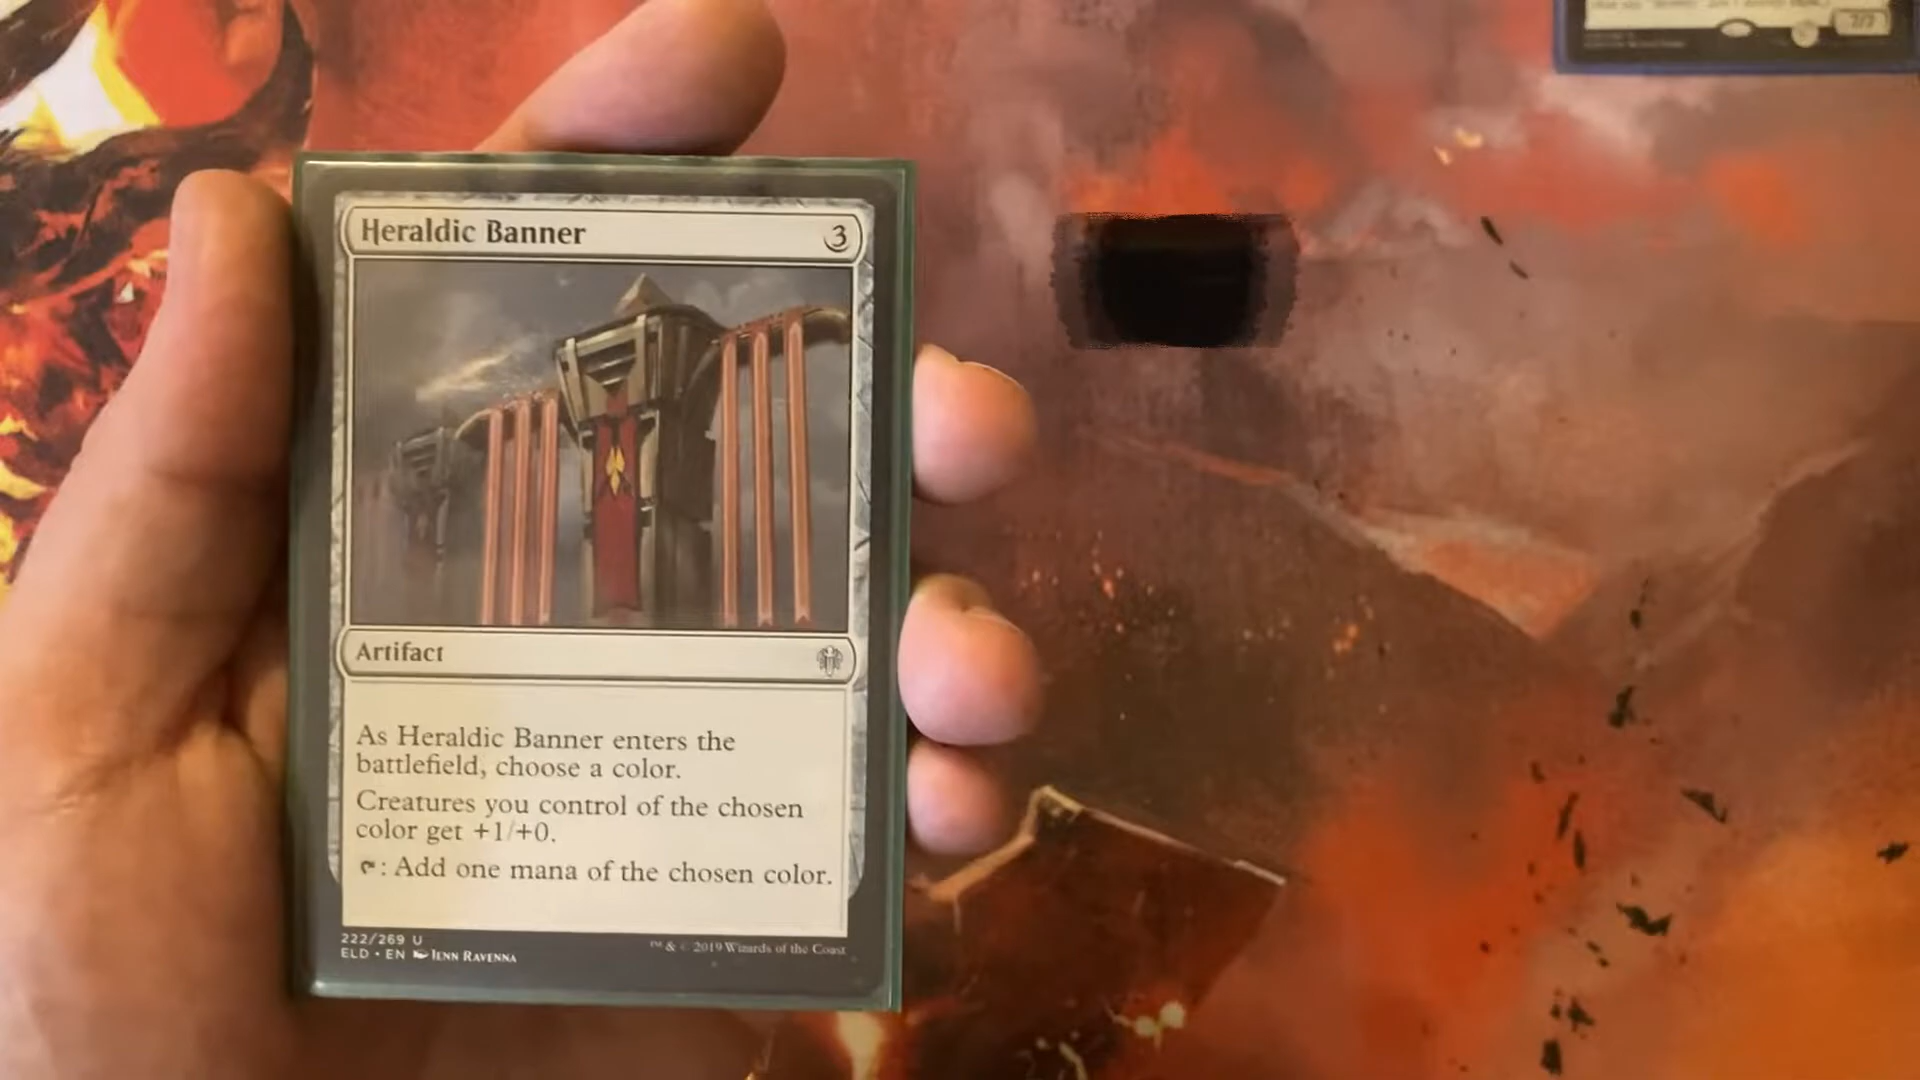 Heraldic Banner 3
Artifact
As Heraldic Banner enters the
battlefield, choose a color.
Creatures you control of the chosen
color get +1/+0.
: Add one mana of the chosen color.
222/269 U
ELD • EN Jenn Ravenna
™ & © 2019 Wizards of the Coast
2/2